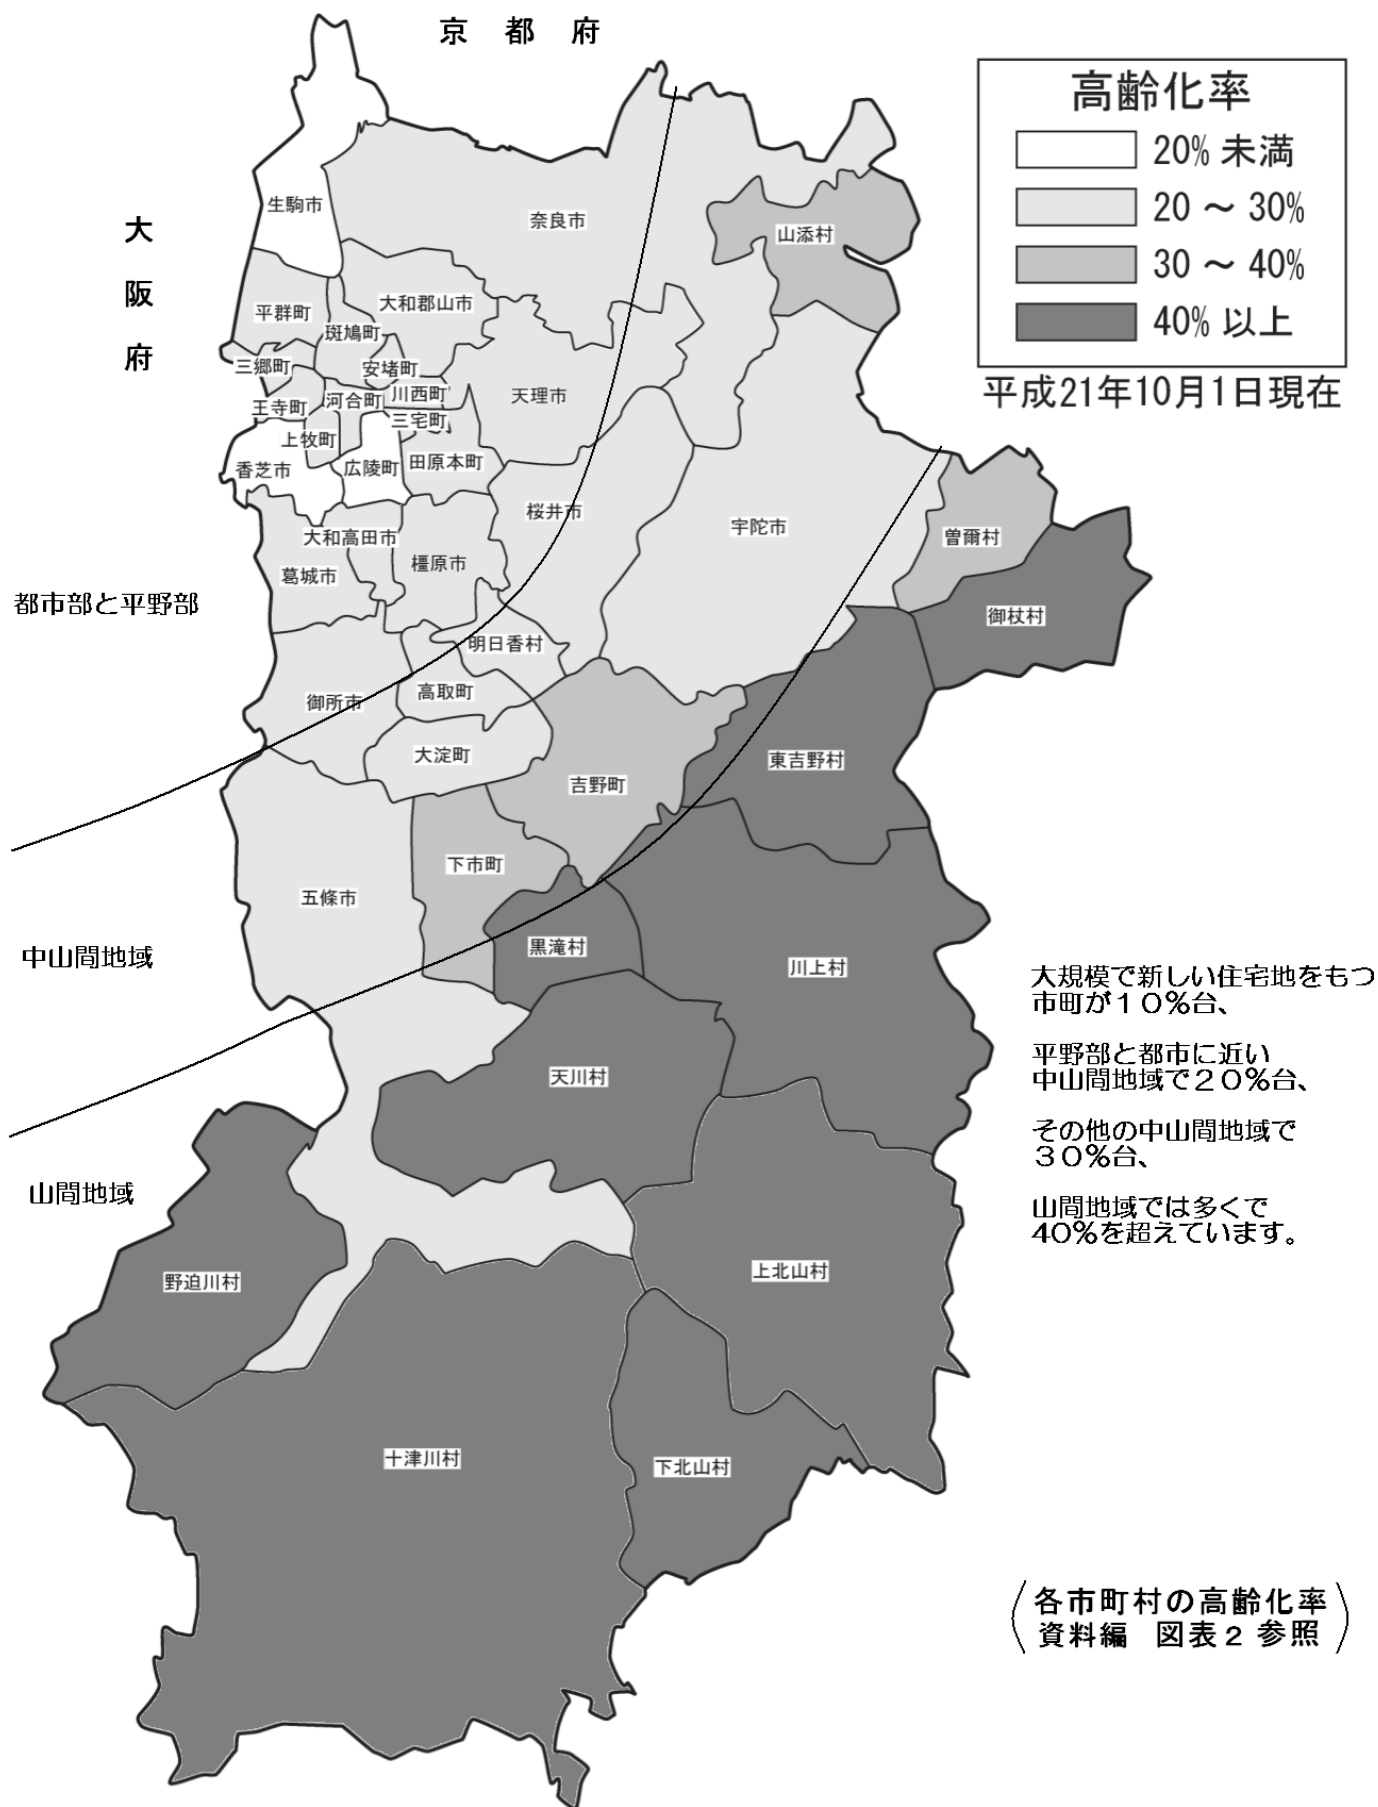 京都府
高齢化率
20% 未満
20 ～ 30%
30 ～ 40%
40% 以上
平成21年10月1日現在
大阪府
生駒市
奈良市
山添村
平群町
大和郡山市
斑鳩町
三郷町
安堵町
王寺町
河合町
川西町
天理市
三宅町
上牧町
香芝市
広陵町
田原本町
桜井市
宇陀市
曽爾村
大和高田市
橿原市
葛城市
都市部と平野部
御杖村
明日香村
高取町
御所市
大淀町
東吉野村
吉野町
下市町
五條市
黒滝村
中山間地域
川上村
大規模で新しい住宅地をもつ
市町が１０％台、
平野部と都市に近い
中山間地域で２０％台、
その他の中山間地域で
３０％台、
山間地域では多くで
40％を超えています。
天川村
山間地域
野迫川村
上北山村
十津川村
下北山村
各市町村の高齢化率
資料編 図表２ 参照